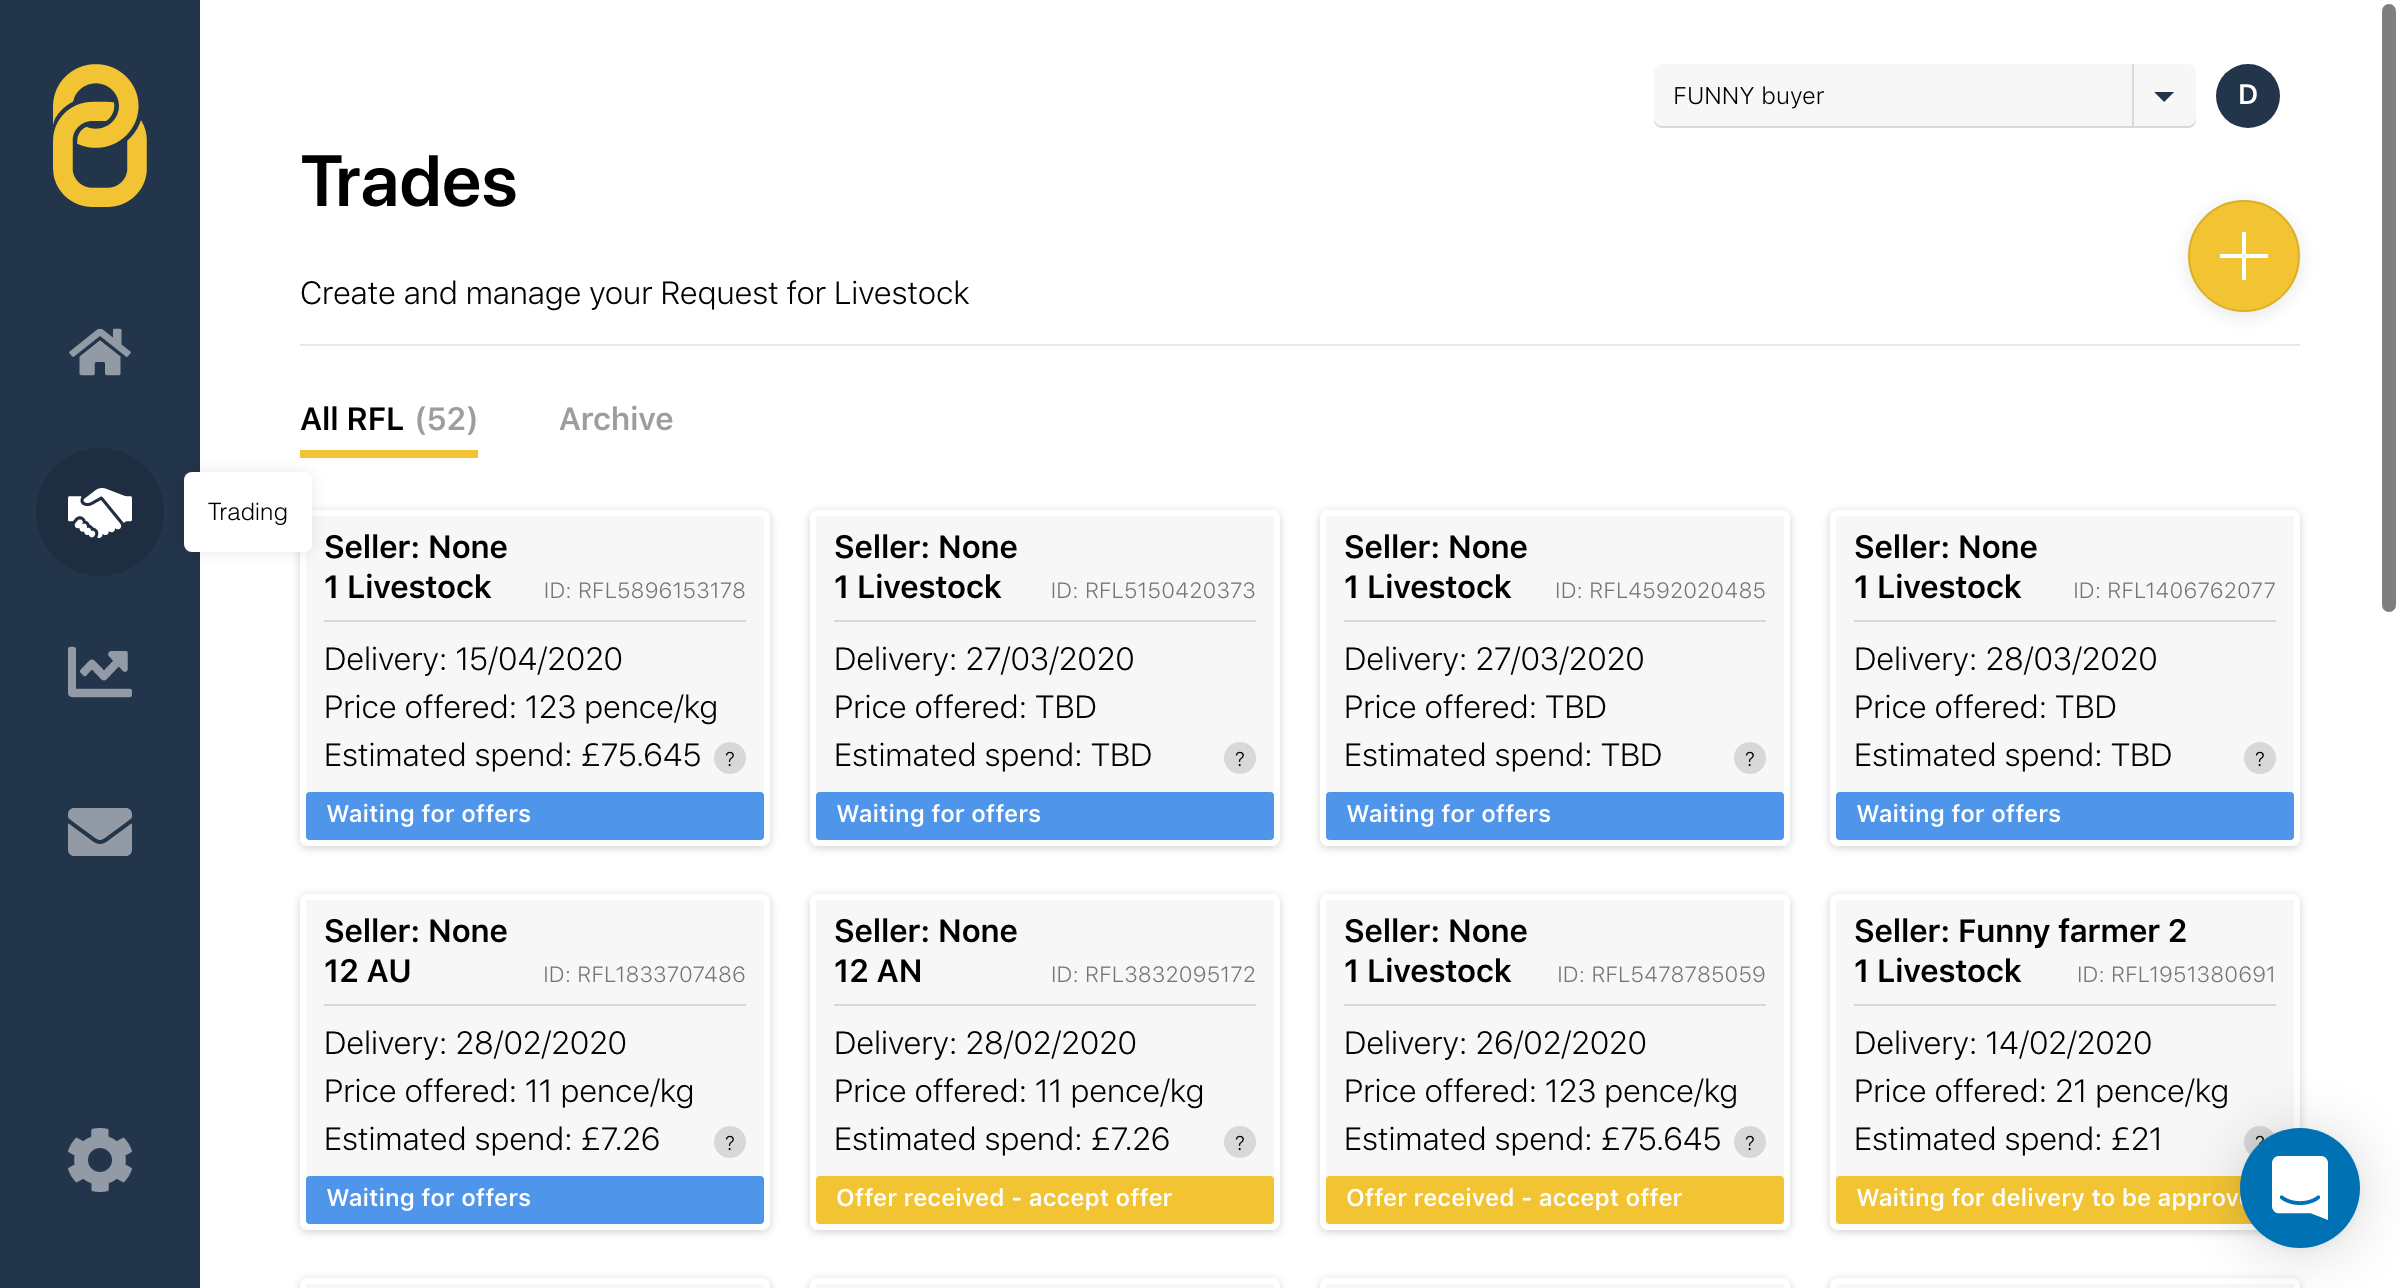 FUNNY buyer
D
Trades
Create and manage your Request for Livestock
All RFL (52)
Archive
Trading
Seller: None
1 Livestock
ID: RFL5896153178
Delivery: 15/04/2020
Price offered: 123 pence/kg
Estimated spend: £75.645
?
Waiting for offers
Seller: None
1 Livestock
ID: RFL5150420373
Delivery: 27/03/2020
Price offered: TBD
Estimated spend: TBD
?
Waiting for offers
Seller: None
1 Livestock
ID: RFL4592020485
Delivery: 27/03/2020
Price offered: TBD
Estimated spend: TBD
?
Waiting for offers
Seller: None
1 Livestock
ID: RFL1406762077
Delivery: 28/03/2020
Price offered: TBD
Estimated spend: TBD
?
Waiting for offers
Seller: None
12 AU
ID: RFL1833707486
Delivery: 28/02/2020
Price offered: 11 pence/kg
Estimated spend: £7.26
?
Waiting for offers
Seller: None
12 AN
ID: RFL3832095172
Delivery: 28/02/2020
Price offered: 11 pence/kg
Estimated spend: £7.26
?
Offer received - accept offer
Seller: None
1 Livestock
ID: RFL5478785059
Delivery: 26/02/2020
Price offered: 123 pence/kg
Estimated spend: £75.645
?
Offer received - accept offer
Seller: Funny farmer 2
1 Livestock
ID: RFL1951380691
Delivery: 14/02/2020
Price offered: 21 pence/kg
Estimated spend: £21
?
Waiting for delivery to be approv